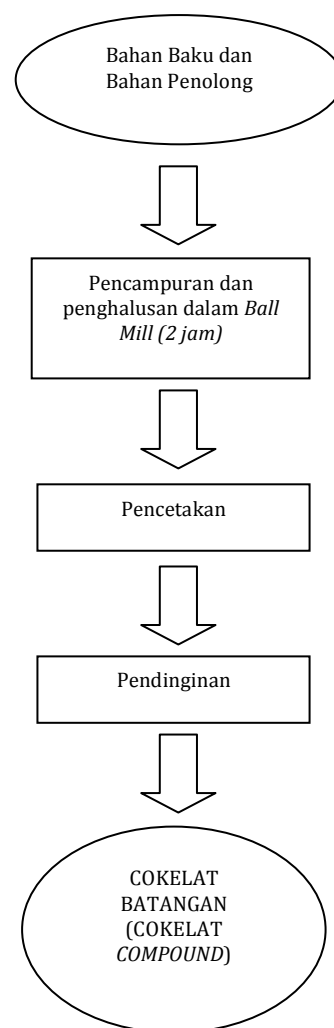 Bahan Baku dan
Bahan Penolong
Pencampuran dan
penghalusan dalam Ball
Mill (2 jam)
Pencetakan
Pendinginan
COKELAT
BATANGAN
(COKELAT
COMPOUND)